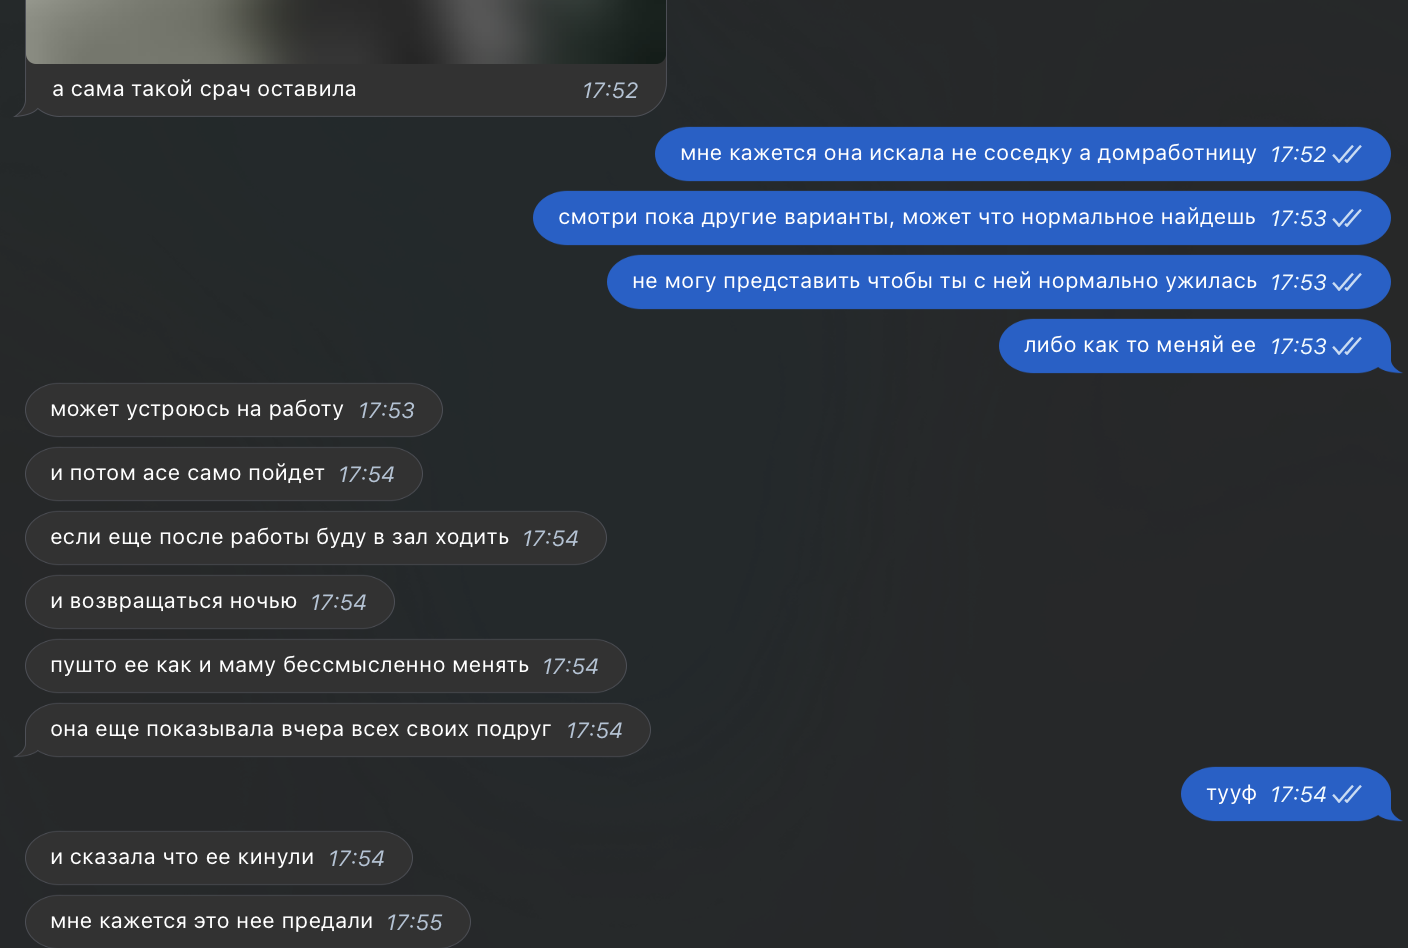 а сама такой срач оставила 17:52
мне кажется она искала не соседку а домработницу 17:52
смотри пока другие варианты, может что нормальное найдешь 17:53
не могу представить чтобы ты с ней нормально ужилась 17:53
либо как то меняй ее 17:53
может устроюсь на работу 17:53
и потом асе само пойдет 17:54
если еще после работы буду в зал ходить 17:54
и возвращаться ночью 17:54
пушто ее как и маму бессмысленно менять 17:54
она еще показывала вчера всех своих подруг 17:54
тууф 17:54
и сказала что ее кинули 17:54
мне кажется это нее предали 17:55